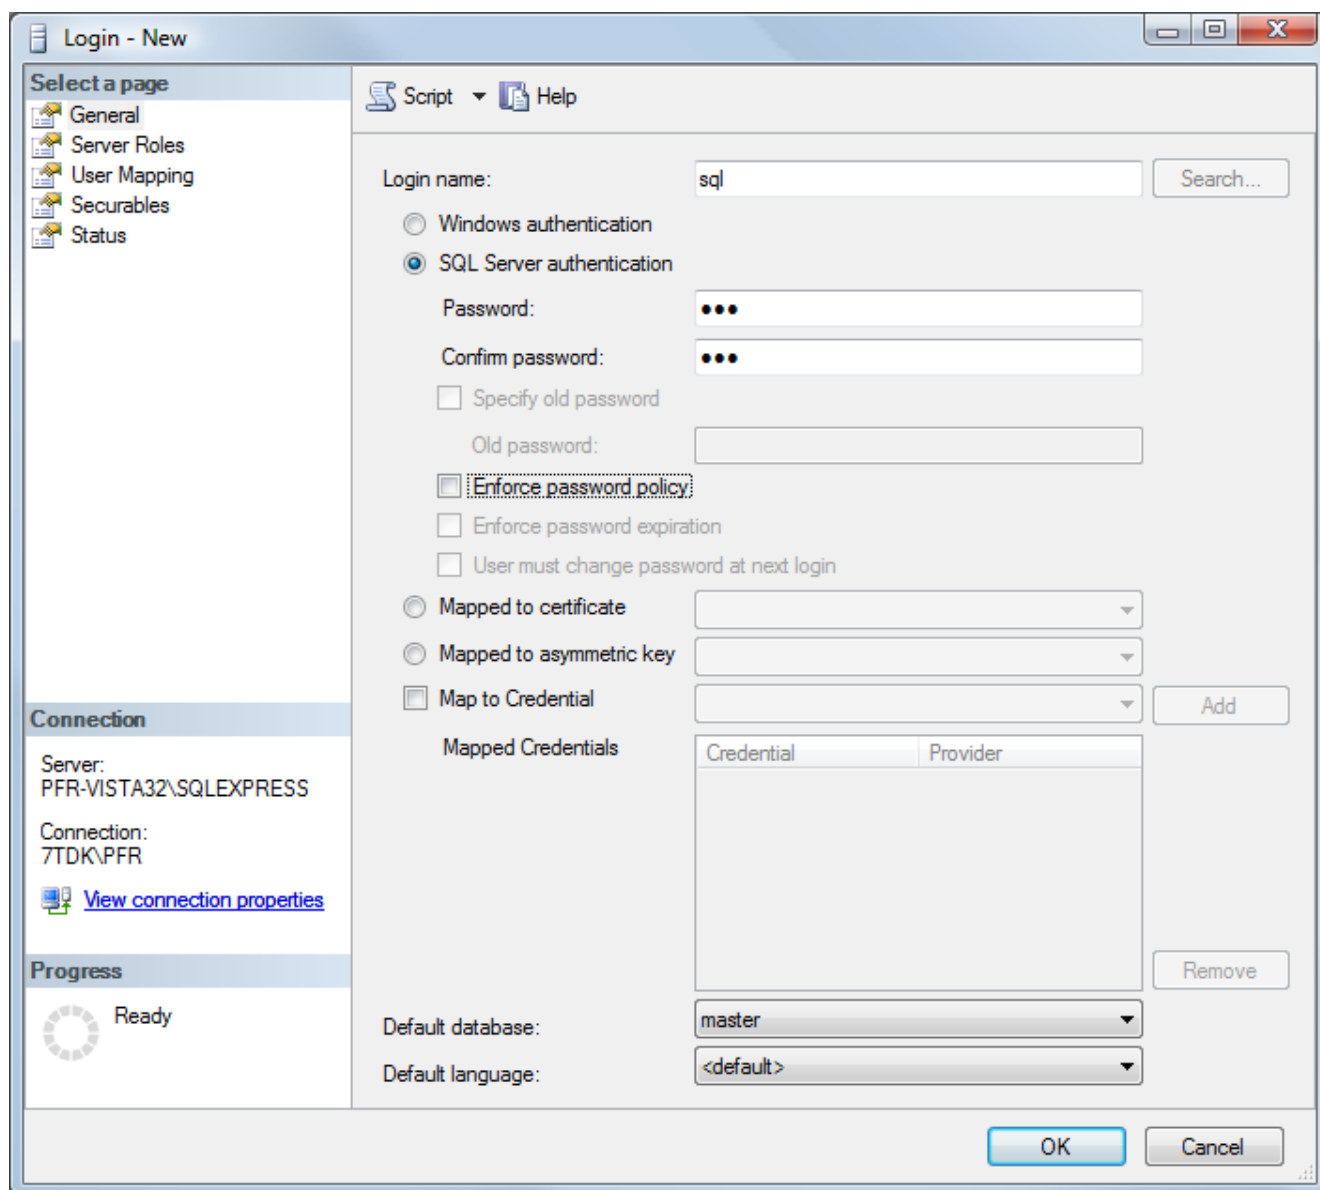 Login - New
Select a page
General
Server Roles
User Mapping
Securables
Status
Connection
Server:
PFR-VISTA32\SQLEXPRESS
Connection:
7TDK\PFR
View connection properties
Progress
Ready
Script Help
Login name: sql Search...
Windows authentication
SQL Server authentication
Password: •••
Confirm password: •••
Specify old password
Old password:
Enforce password policy
Enforce password expiration
User must change password at next login
Mapped to certificate
Mapped to asymmetric key
Map to Credential Add
Mapped Credentials Credential Provider
Remove
Default database: master
Default language: <default>
OK Cancel